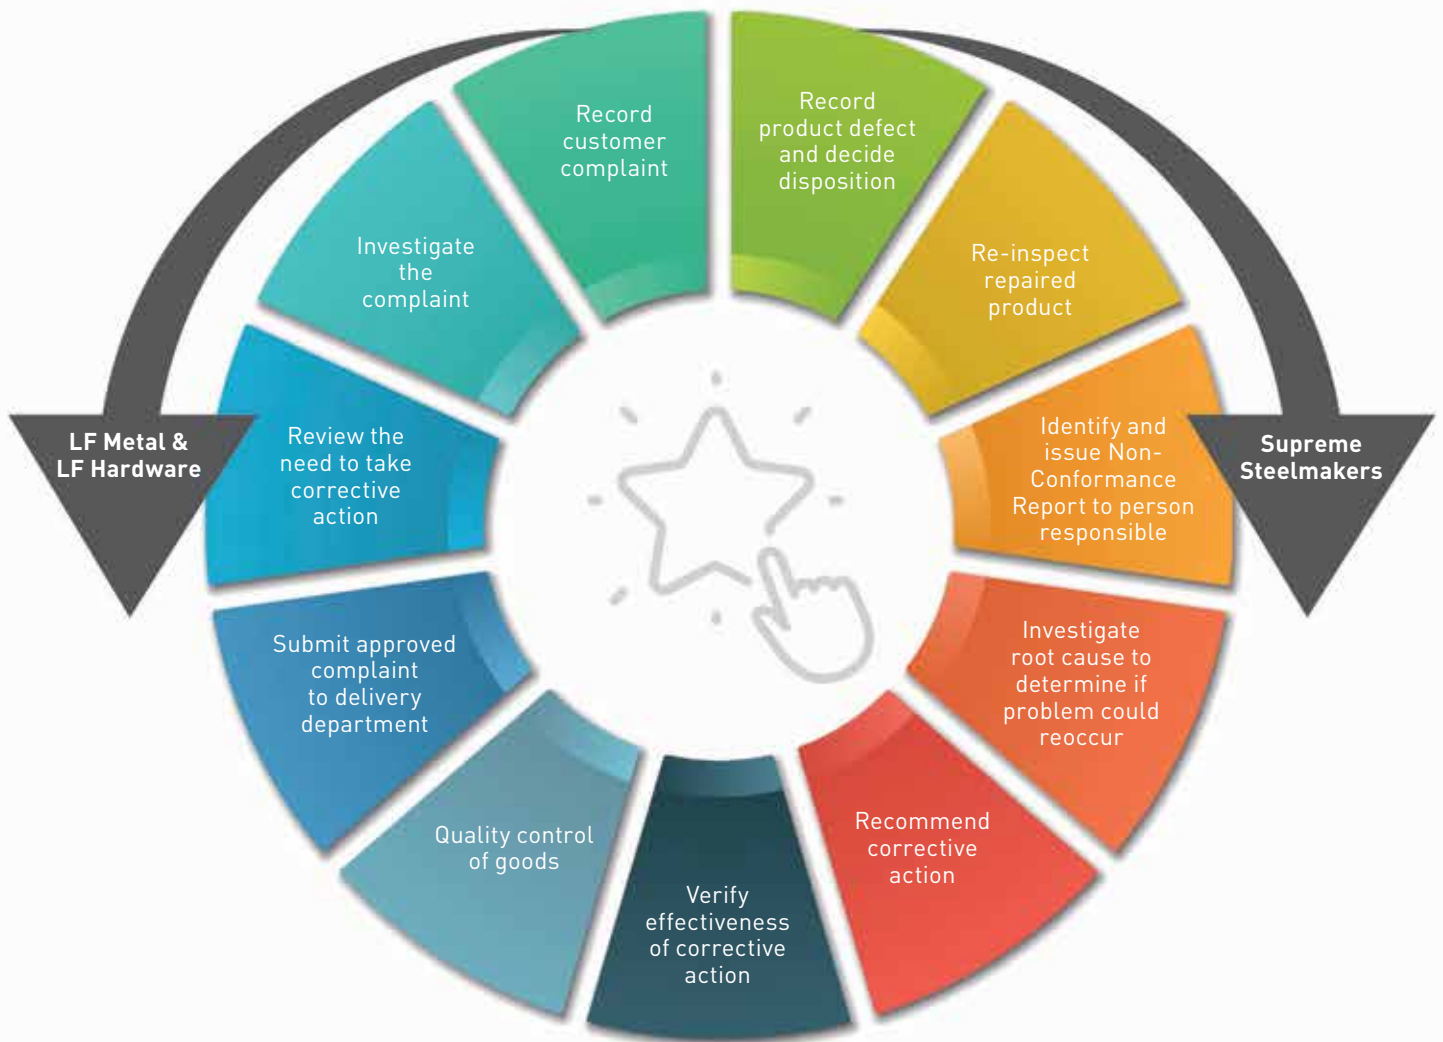 Record
customer
complaint
Record
product defect
and decide
disposition
Investigate
the
complaint
Re-inspect
repaired
product
LF Metal &
LF Hardware
Review the
need to take
corrective
action
Identify and
issue Non-
Conformance
Report to person
responsible
Supreme
Steelmakers
Submit approved
complaint
to delivery
department
Investigate
root cause to
determine if
problem could
reoccur
Quality control
of goods
Recommend
corrective
action
Verify
effectiveness
of corrective
action